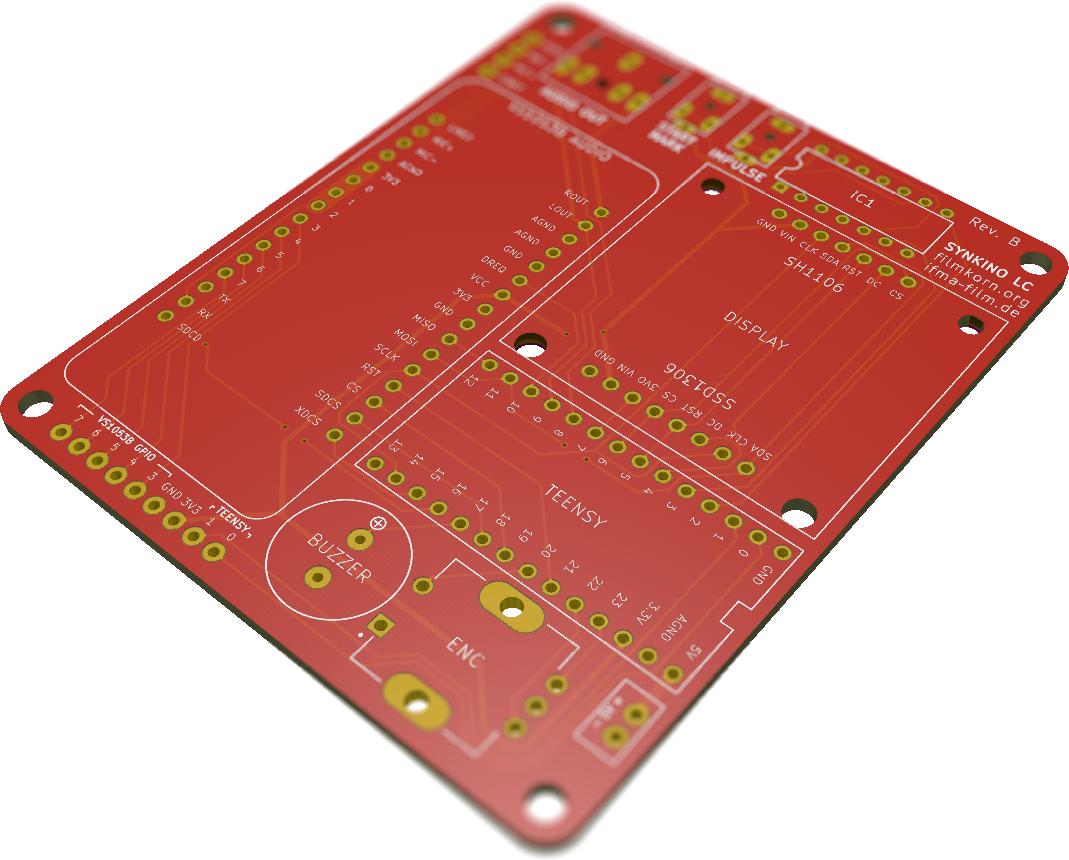 AUDIO OUT
START
MARK
IMPULSE
IC1
Rev. B
SYNKINO LC
filmkorn.org
ifma-film.de
VS1053B AUDIO
LINE2
MIC+
MIC-
AGND
3V3
0
1
2
3
4
5
6
7
TX
RX
SDCD
ROUT
LOUT
AGND
AGND
GND
DREQ
VCC
3V3
GND
MISO
MOSI
SCLK
RST
CS
SDCS
XDCS
GND VIN CLK SDA RST DC CS
SH1106
DISPLAY
SSD1306
GND VIN 3VO CS RST DC CLK SDA
12
11
10
9
8
7
6
5
4
3
2
1
0
GND
TEENSY
13
14
15
16
17
18
19
20
21
22
23
3.3V
AGND
5V
7 6 5 4 3 GND 3V3 1 0
VS1053B GPIO
TEENSY
BUZZER
ENC